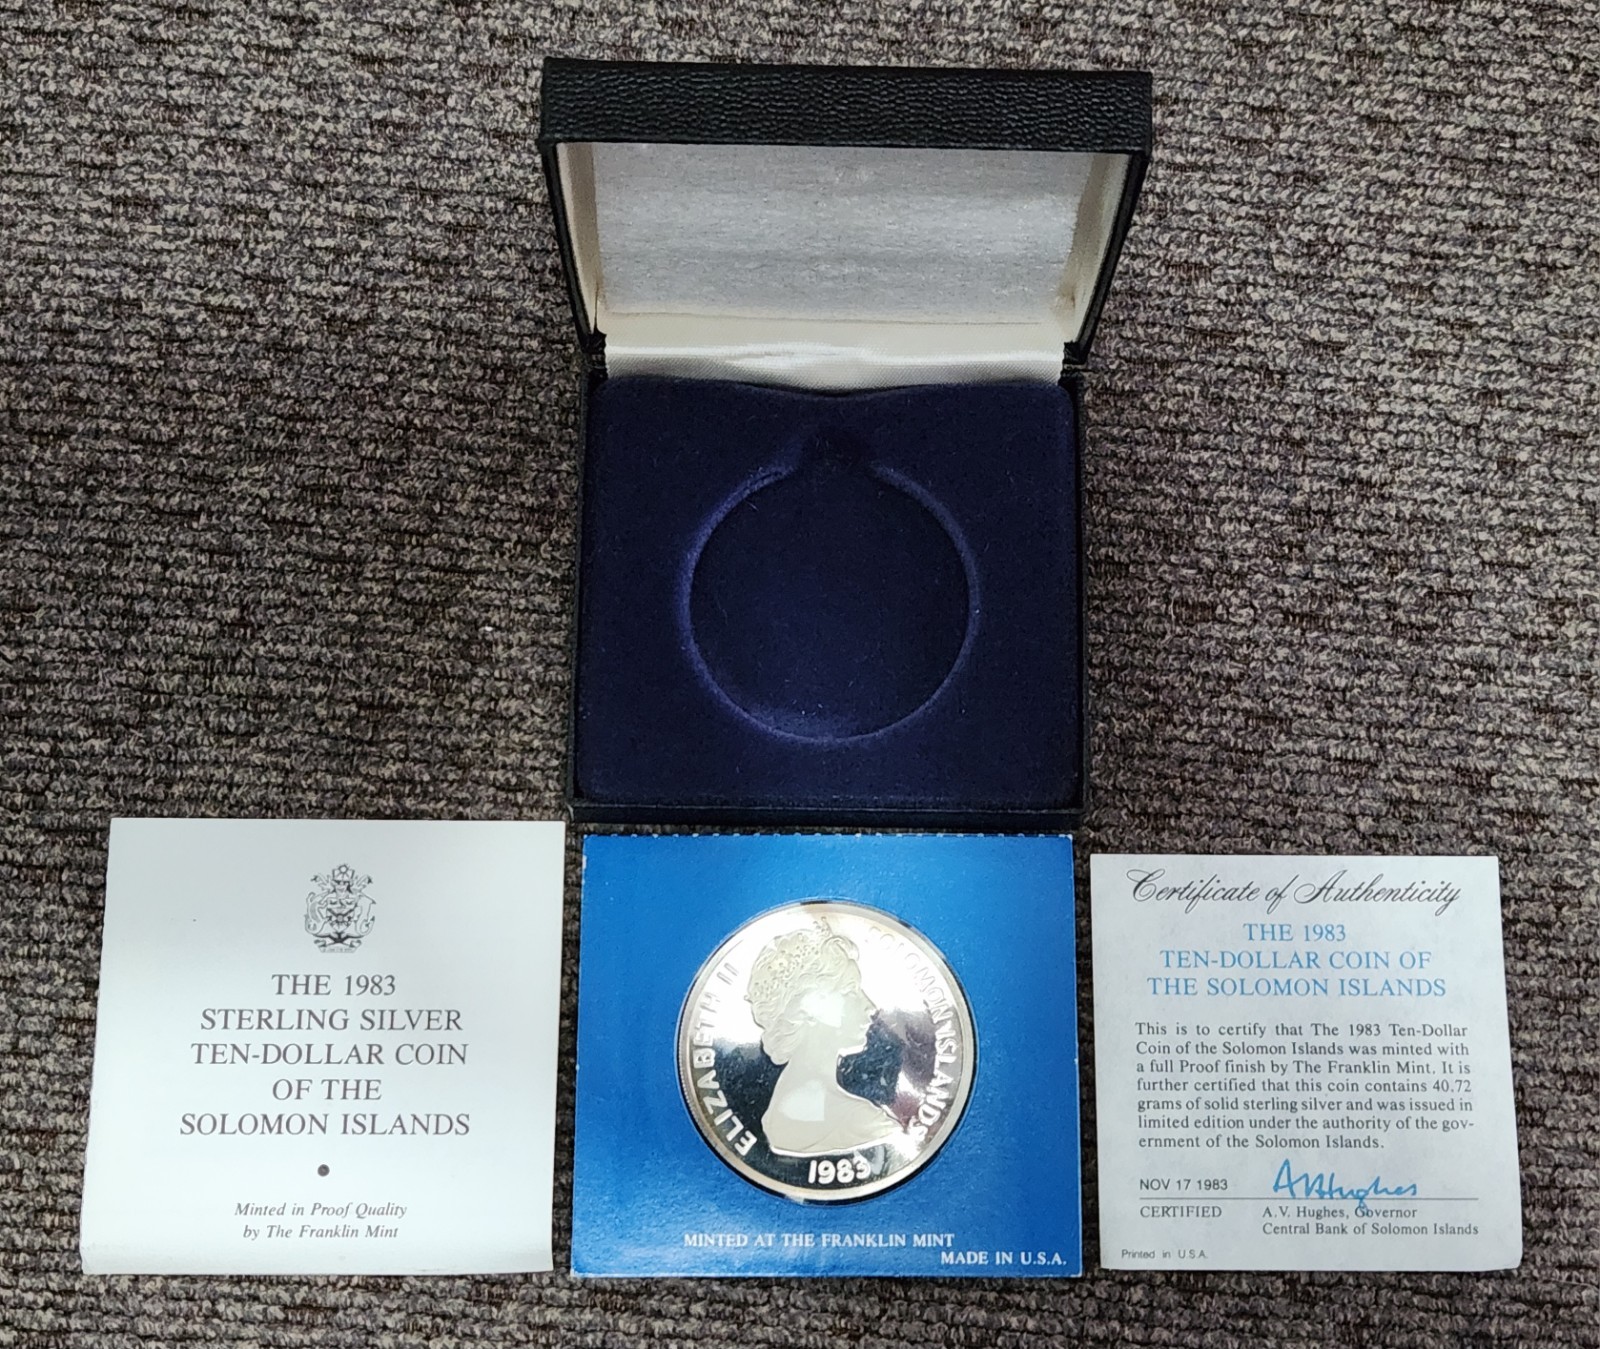 THE 1983
STERLING SILVER
TEN-DOLLAR COIN
OF THE
SOLOMON ISLANDS
Minted in Proof Quality
by The Franklin Mint
ELIZABETH II
SOLOMON ISLANDS
1983
MINTED AT THE FRANKLIN MINT
MADE IN U.S.A.
Certificate of Authenticity
THE 1983
TEN-DOLLAR COIN OF
THE SOLOMON ISLANDS
This is to certify that The 1983 Ten-Dollar
Coin of the Solomon Islands was minted with
a full Proof finish by The Franklin Mint. It is
further certified that this coin contains 40.72
grams of solid sterling silver and was issued in
limited edition under the authority of the gov-
ernment of the Solomon Islands.
NOV 17 1983
AVHughes
CERTIFIED
A.V. Hughes, Governor
Central Bank of Solomon Islands
Printed in U.S.A.